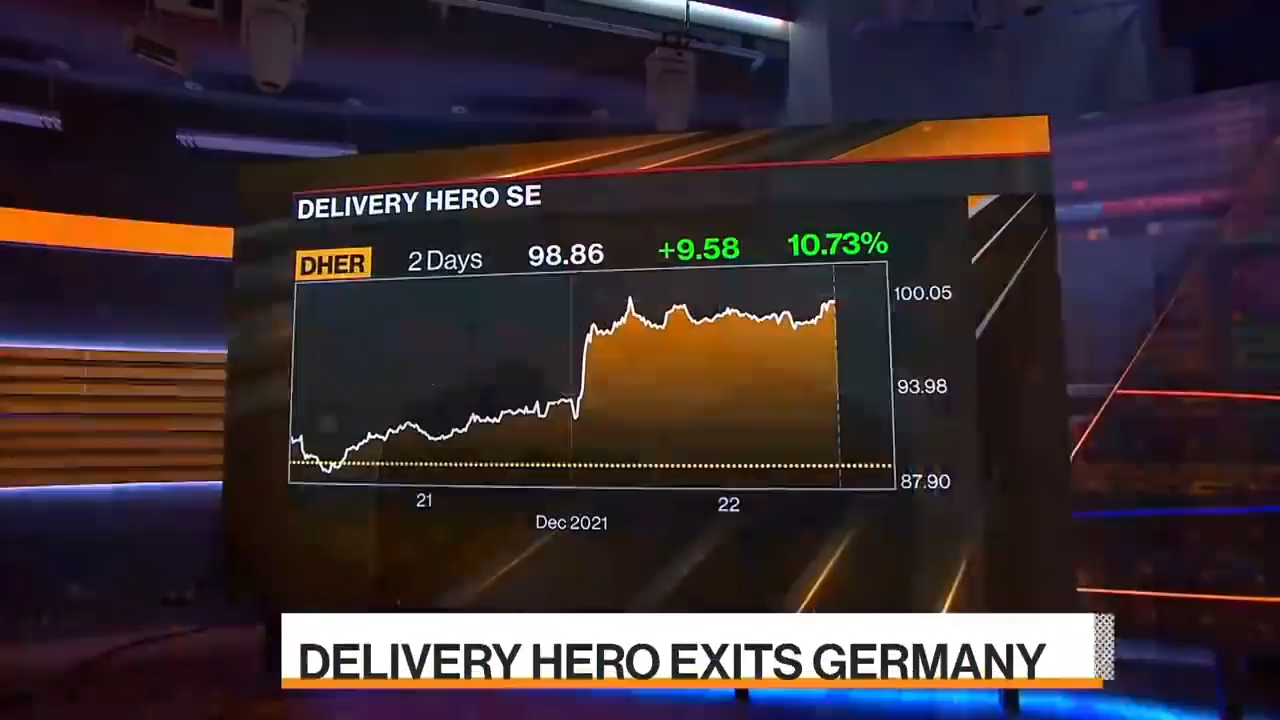 DELIVERY HERO SE
DHER 2 Days 98.86 +9.58 10.73%
100.05
93.98
87.90
21 22
Dec 2021
DELIVERY HERO EXITS GERMANY